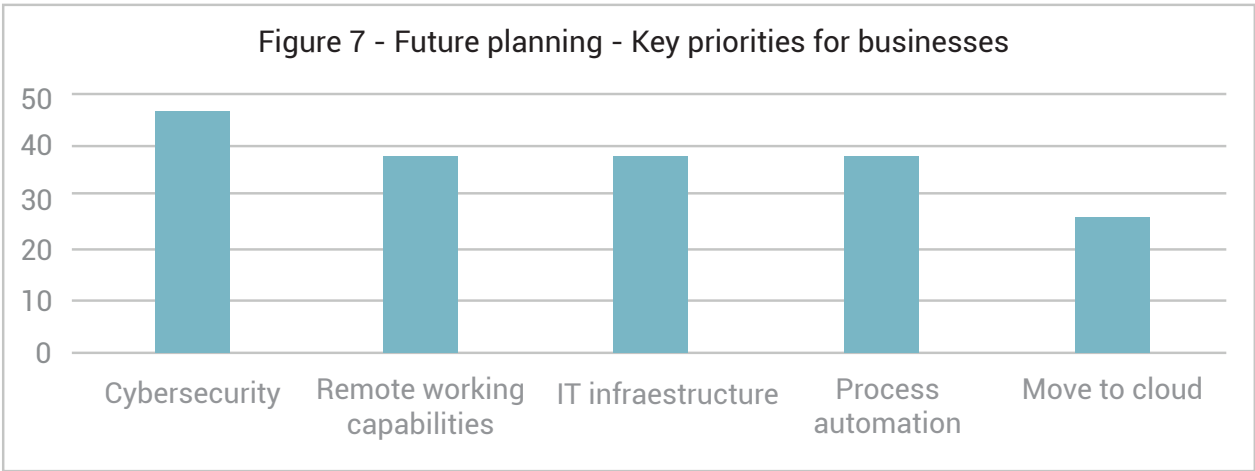 Figure 7 - Future planning - Key priorities for businesses
50
40
30
20
10
0
Cybersecurity
Remote working
capabilities
IT infraestructure
Process
automation
Move to cloud